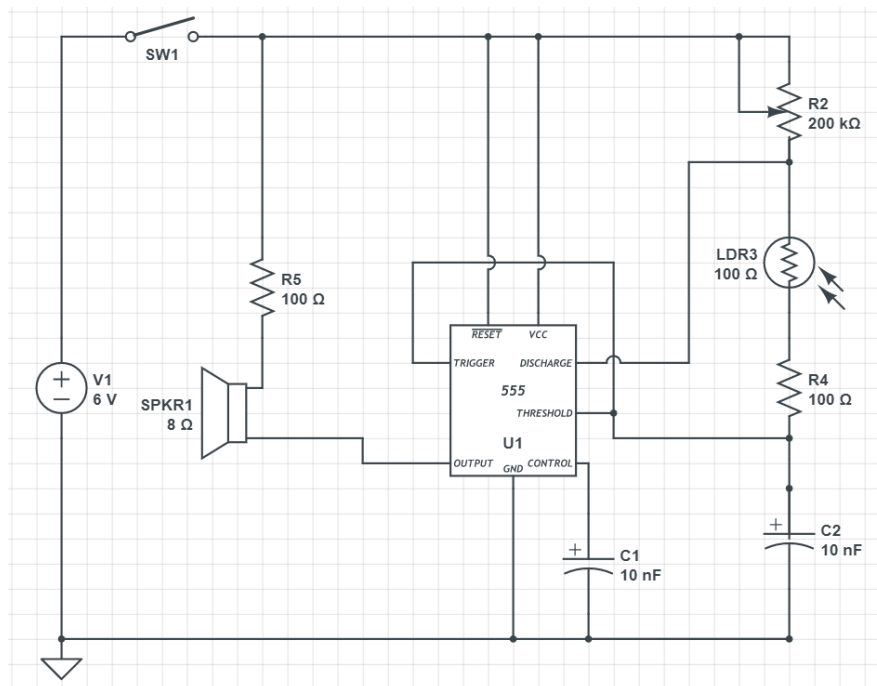 SW1
R2
200 kΩ
LDR3
100 Ω
R5
100 Ω
RESET
VCC
TRIGGER
DISCHARGE
555
THRESHOLD
U1
OUTPUT
GND
CONTROL
V1
6 V
SPKR1
8 Ω
R4
100 Ω
+
C1
10 nF
+
C2
10 nF